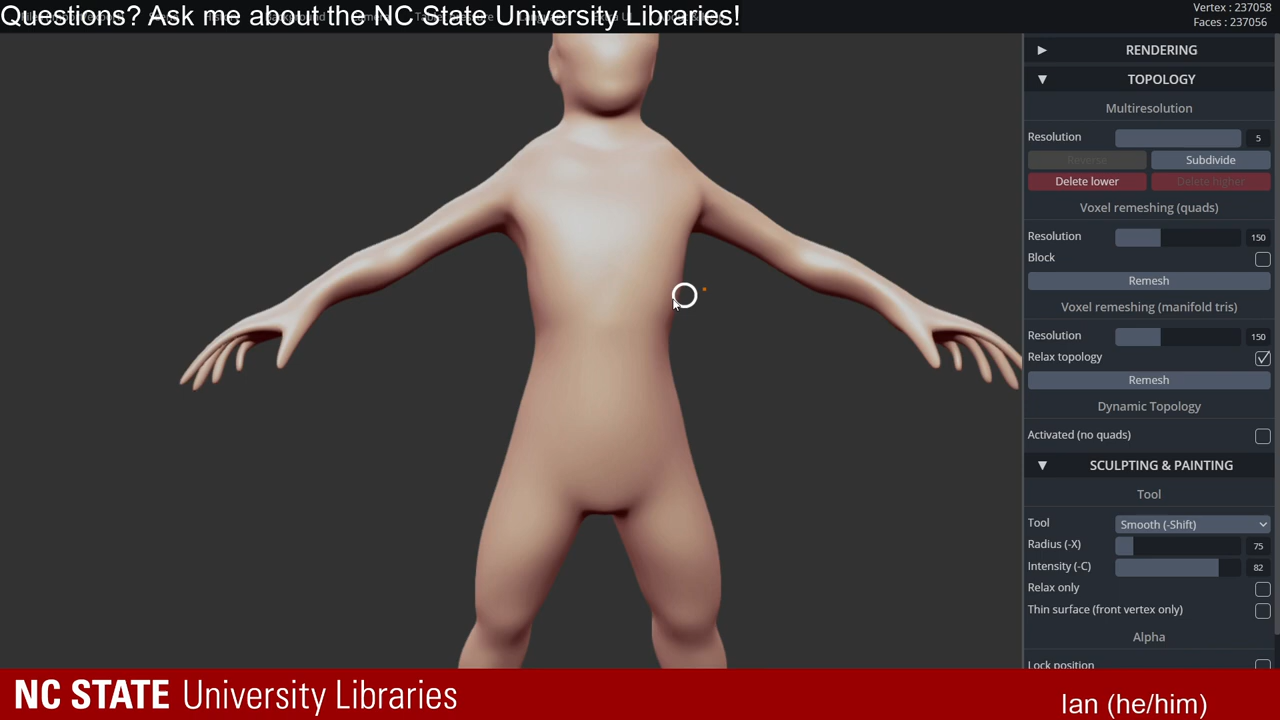 Questions? Ask me about the NC State University Libraries!
Vertex : 237058
Faces : 237056
RENDERING
TOPOLOGY
Multiresolution
Resolution 5
Reverse Subdivide
Delete lower Delete higher
Voxel remeshing (quads)
Resolution 150
Block
Remesh
Voxel remeshing (manifold tris)
Resolution 150
Relax topology
Remesh
Dynamic Topology
Activated (no quads)
SCULPTING & PAINTING
Tool
Tool Smooth (-Shift)
Radius (-X) 75
Intensity (-C) 82
Relax only
Thin surface (front vertex only)
Alpha
Lock position
NC STATE University Libraries
Ian (he/him)